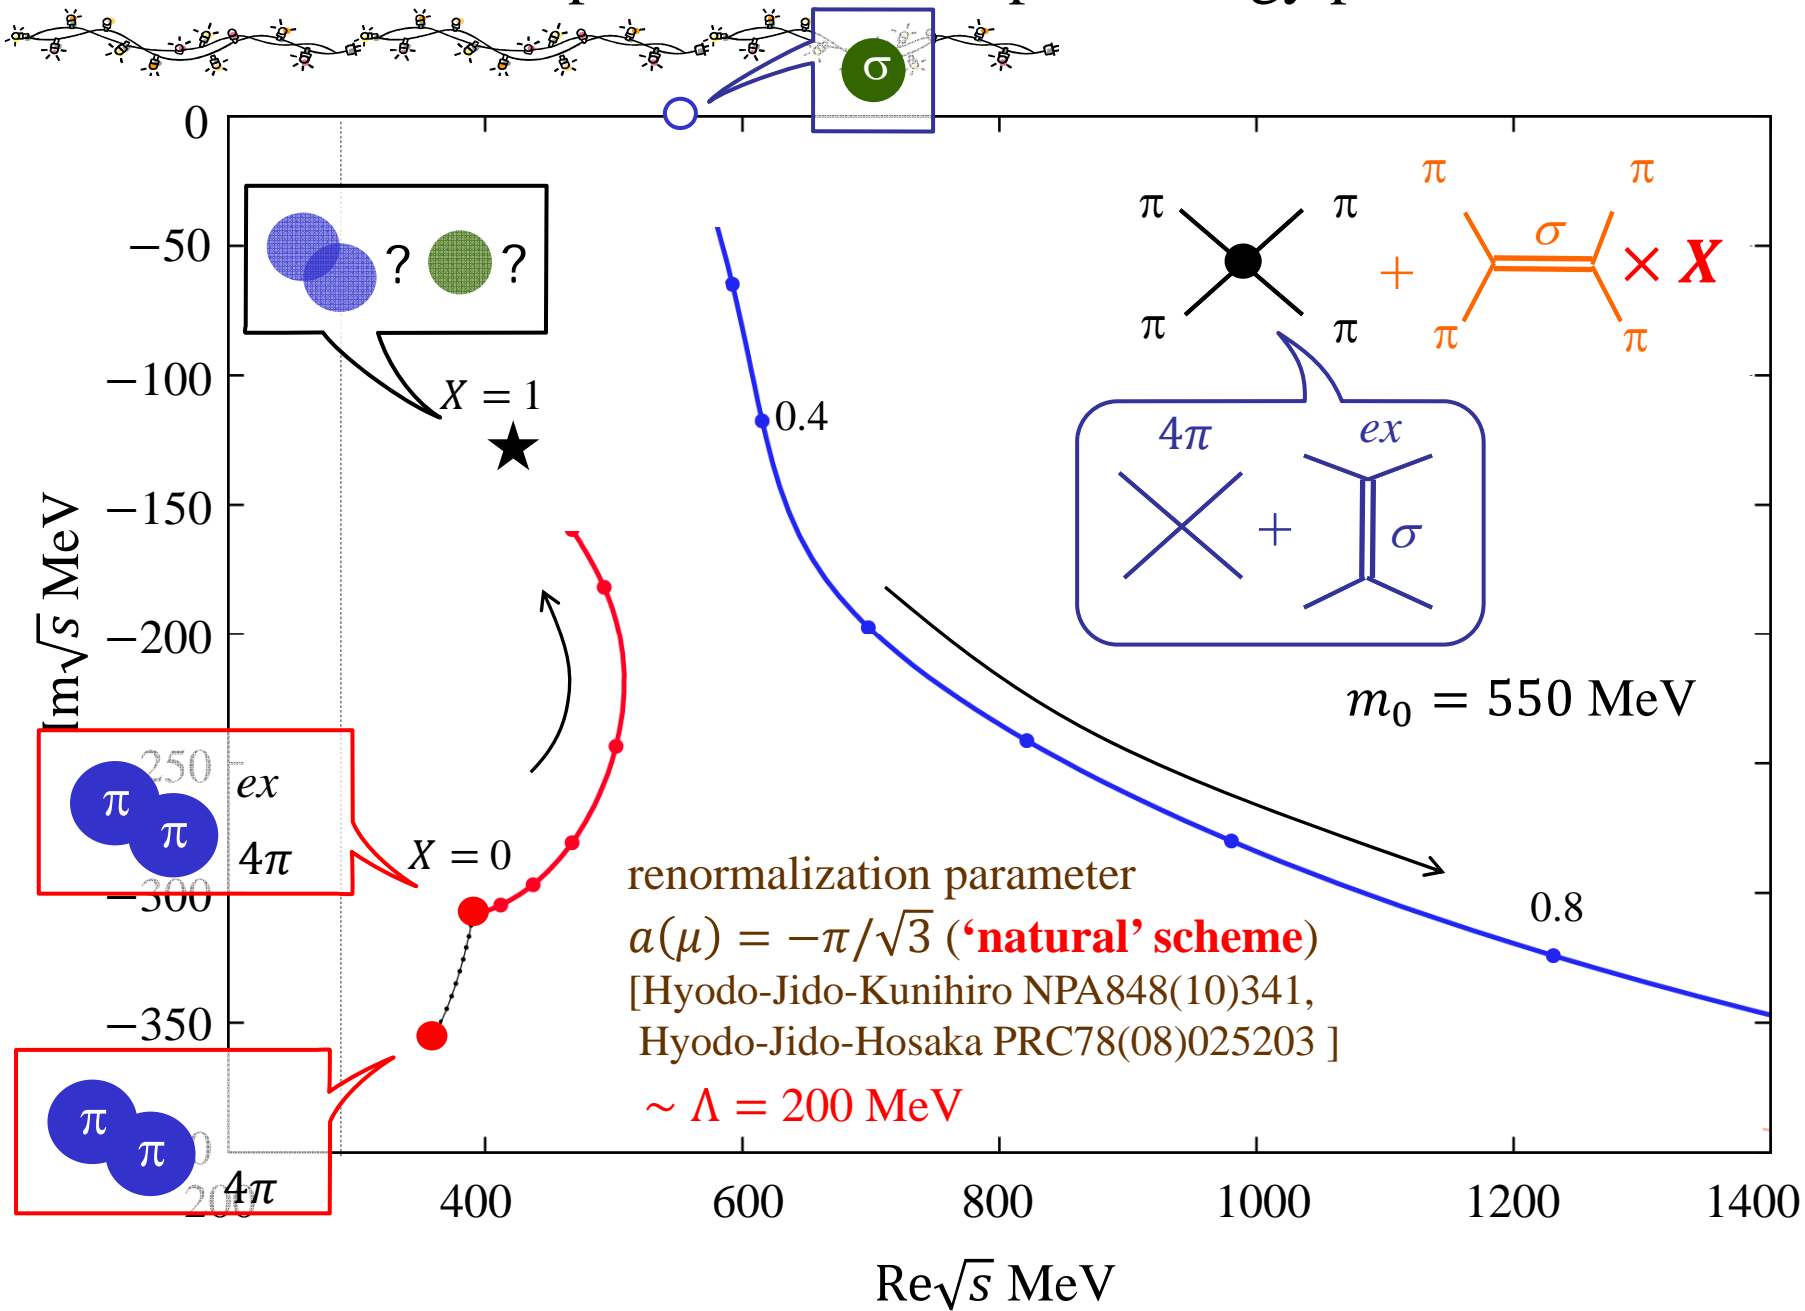 σ
0
−50
? ?
−100
X = 1
−150
−200
250
−300
−350
0
200
400
600
800
1000
1200
1400
Im√s MeV
Re√s MeV
π π + π σ π × X
π π π π
4π ex
+ σ
0.4
0.8
m₀ = 550 MeV
π π ex
4π
X = 0
π π
4π
renormalization parameter
a(μ) = −π/√3 (‘natural’ scheme)
[Hyodo-Jido-Kunihiro NPA848(10)341,
Hyodo-Jido-Hosaka PRC78(08)025203 ]
~ Λ = 200 MeV